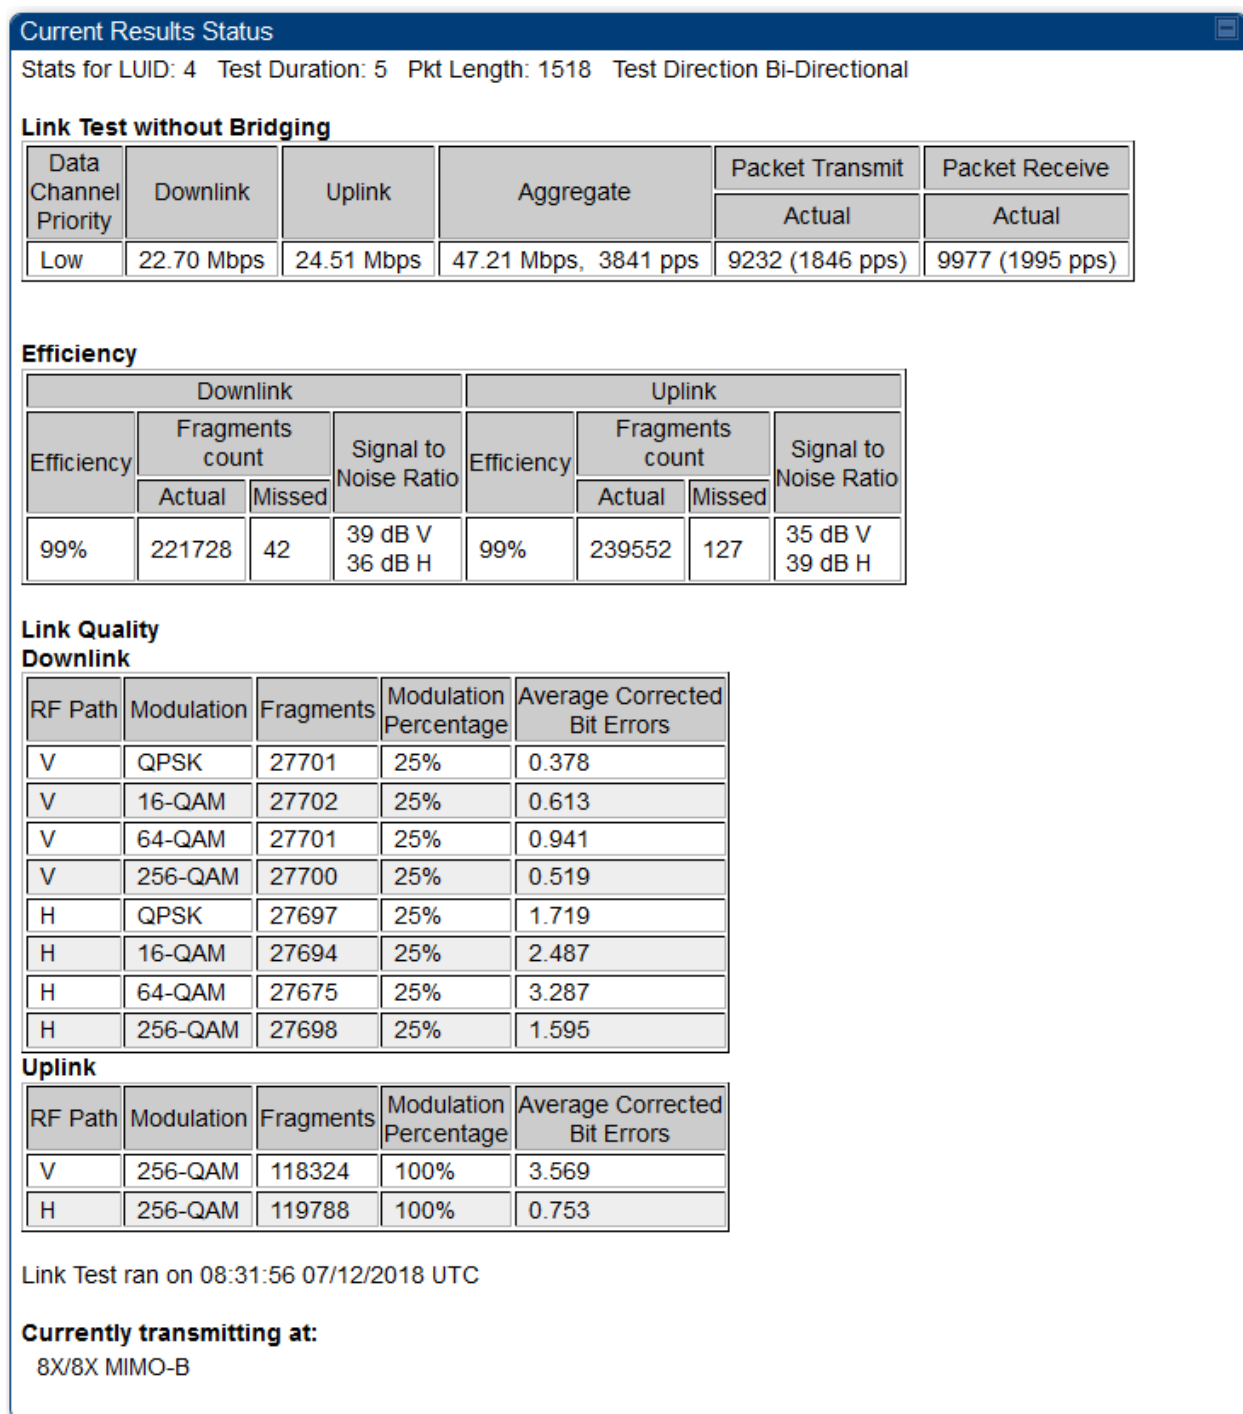 Current Results Status
Stats for LUID: 4 Test Duration: 5 Pkt Length: 1518 Test Direction Bi-Directional
Link Test without Bridging
Data Channel Priority Downlink Uplink Aggregate Packet Transmit Packet Receive
Actual Actual
Low 22.70 Mbps 24.51 Mbps 47.21 Mbps, 3841 pps 9232 (1846 pps) 9977 (1995 pps)
Efficiency
Downlink Uplink
Efficiency Fragments count Signal to Noise Ratio Efficiency Fragments count Signal to Noise Ratio
Actual Missed Actual Missed
99% 221728 42 39 dB V 36 dB H 99% 239552 127 35 dB V 39 dB H
Link Quality
Downlink
RF Path Modulation Fragments Modulation Percentage Average Corrected Bit Errors
V QPSK 27701 25% 0.378
V 16-QAM 27702 25% 0.613
V 64-QAM 27701 25% 0.941
V 256-QAM 27700 25% 0.519
H QPSK 27697 25% 1.719
H 16-QAM 27694 25% 2.487
H 64-QAM 27675 25% 3.287
H 256-QAM 27698 25% 1.595
Uplink
RF Path Modulation Fragments Modulation Percentage Average Corrected Bit Errors
V 256-QAM 118324 100% 3.569
H 256-QAM 119788 100% 0.753
Link Test ran on 08:31:56 07/12/2018 UTC
Currently transmitting at:
8X/8X MIMO-B